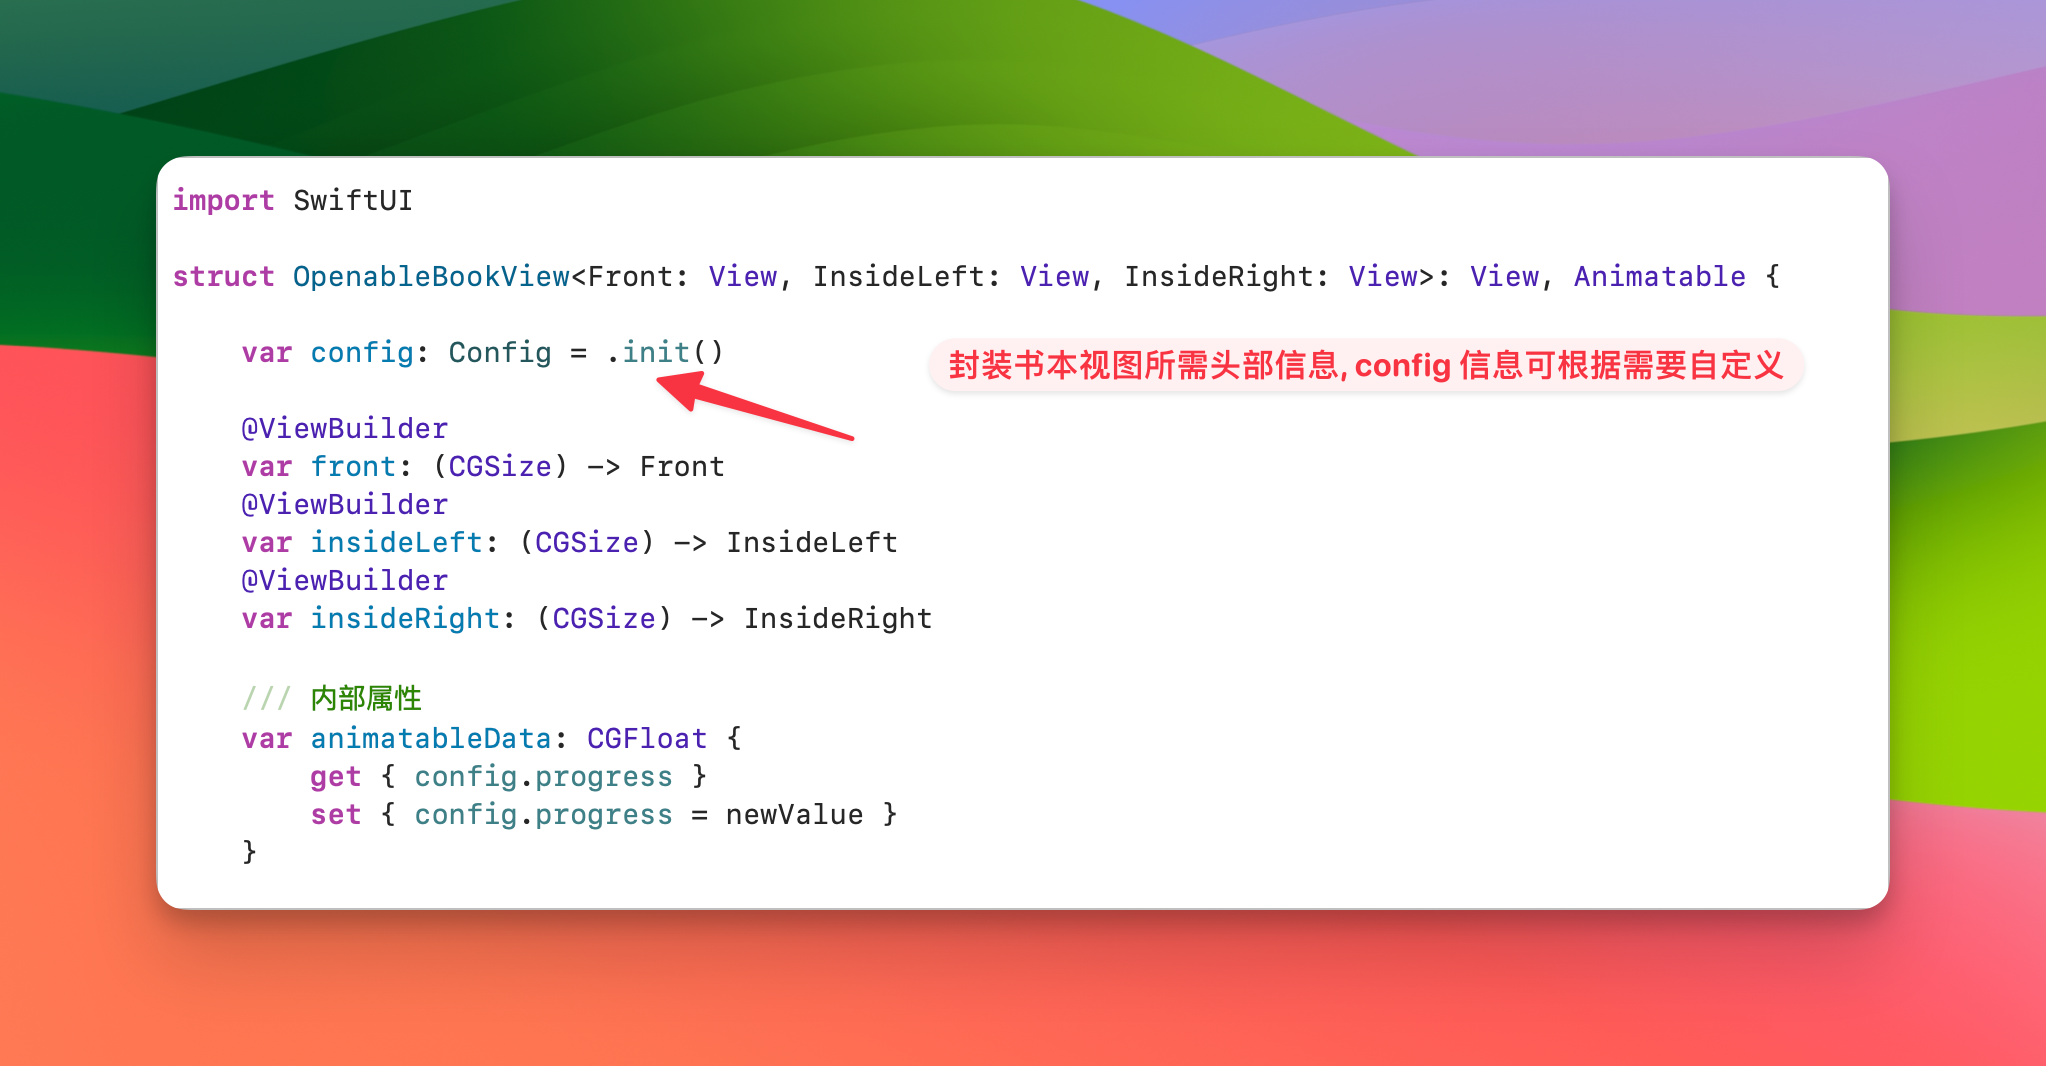 import SwiftUI
struct OpenableBookView<Front: View, InsideLeft: View, InsideRight: View>: View, Animatable {
var config: Config = .init()
封装书本视图所需头部信息, config 信息可根据需要自定义
@ViewBuilder
var front: (CGSize) -> Front
@ViewBuilder
var insideLeft: (CGSize) -> InsideLeft
@ViewBuilder
var insideRight: (CGSize) -> InsideRight
/// 内部属性
var animatableData: CGFloat {
get { config.progress }
set { config.progress = newValue }
}